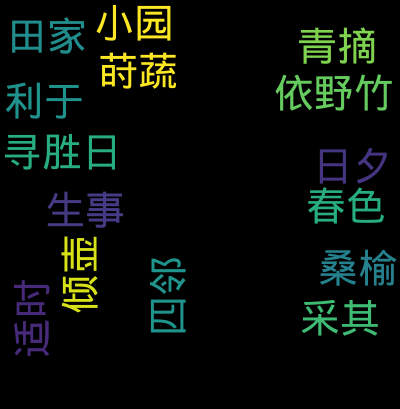 田家
小园
莳蔬
利于
寻胜日
生事
倾壶
适时
四邻
青摘
依野竹
日夕
春色
桑榆
采其